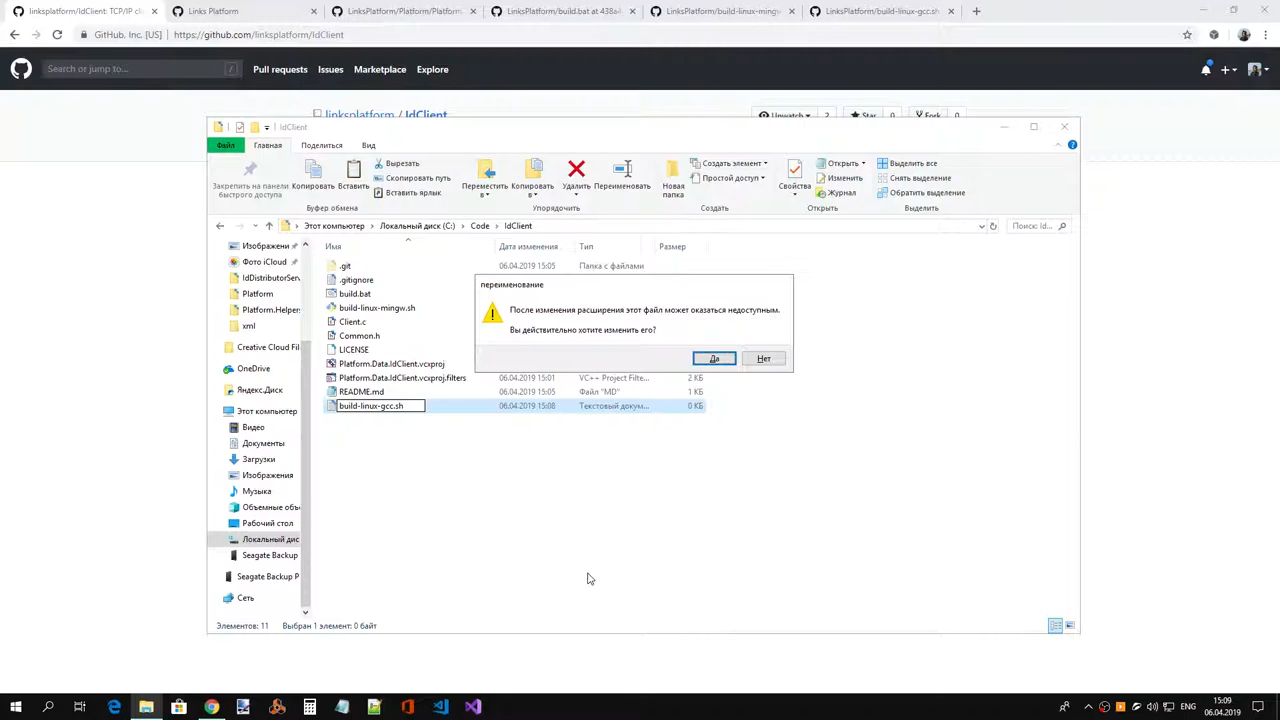 linksplatform/IdClient: TCP/IP cl
Links Platform
LinksPlatform/Platform/Platform.
LinksPlatform/build.bat at 438a4
LinksPlatform/build-linux-mingw.
LinksPlatform/build-linux-gcc.sh
GitHub, Inc. [US] | https://github.com/linksplatform/IdClient
Search or jump to...
/
Pull requests
Issues
Marketplace
Explore
linksplatform / IdClient
Unwatch
2
Star
0
Fork
0
IdClient
Файл
Главная
Поделиться
Вид
Закрепить на панели
быстрого доступа
Копировать
Вставить
Вырезать
Скопировать путь
Вставить ярлык
Буфер обмена
Переместить
в
Копировать
в
Удалить
Переименовать
Упорядочить
Новая
папка
Создать элемент
Простой доступ
Создать
Свойства
Открыть
Изменить
Журнал
Открыть
Выделить все
Снять выделение
Обратить выделение
Выделить
Этот компьютер
Локальный диск (C:)
Code
IdClient
Поиск: Id...
Имя
Дата изменения
Тип
Размер
.git
06.04.2019 15:05
Папка с файлами
.gitignore
build.bat
build-linux-mingw.sh
Client.c
Common.h
LICENSE
Platform.Data.IdClient.vcxproj
Platform.Data.IdClient.vcxproj.filters
06.04.2019 15:01
VC++ Project Filte...
2 КБ
README.md
06.04.2019 15:05
Файл "MD"
1 КБ
build-linux-gcc.sh
06.04.2019 15:08
Текстовый докум...
0 КБ
Изображени
Фото iCloud
IdDistributorServ
Platform
Platform.Helpers
xml
Creative Cloud Fil
OneDrive
Яндекс.Диск
Этот компьютер
Видео
Документы
Загрузки
Изображения
Музыка
Объемные объ
Рабочий стол
Локальный дис
Seagate Backup
Seagate Backup P
Сеть
переименование
После изменения расширения этот файл может оказаться недоступным.
Вы действительно хотите изменить его?
Да
Нет
Элементов: 11
Выбран 1 элемент: 0 байт
ENG
15:09
06.04.2019